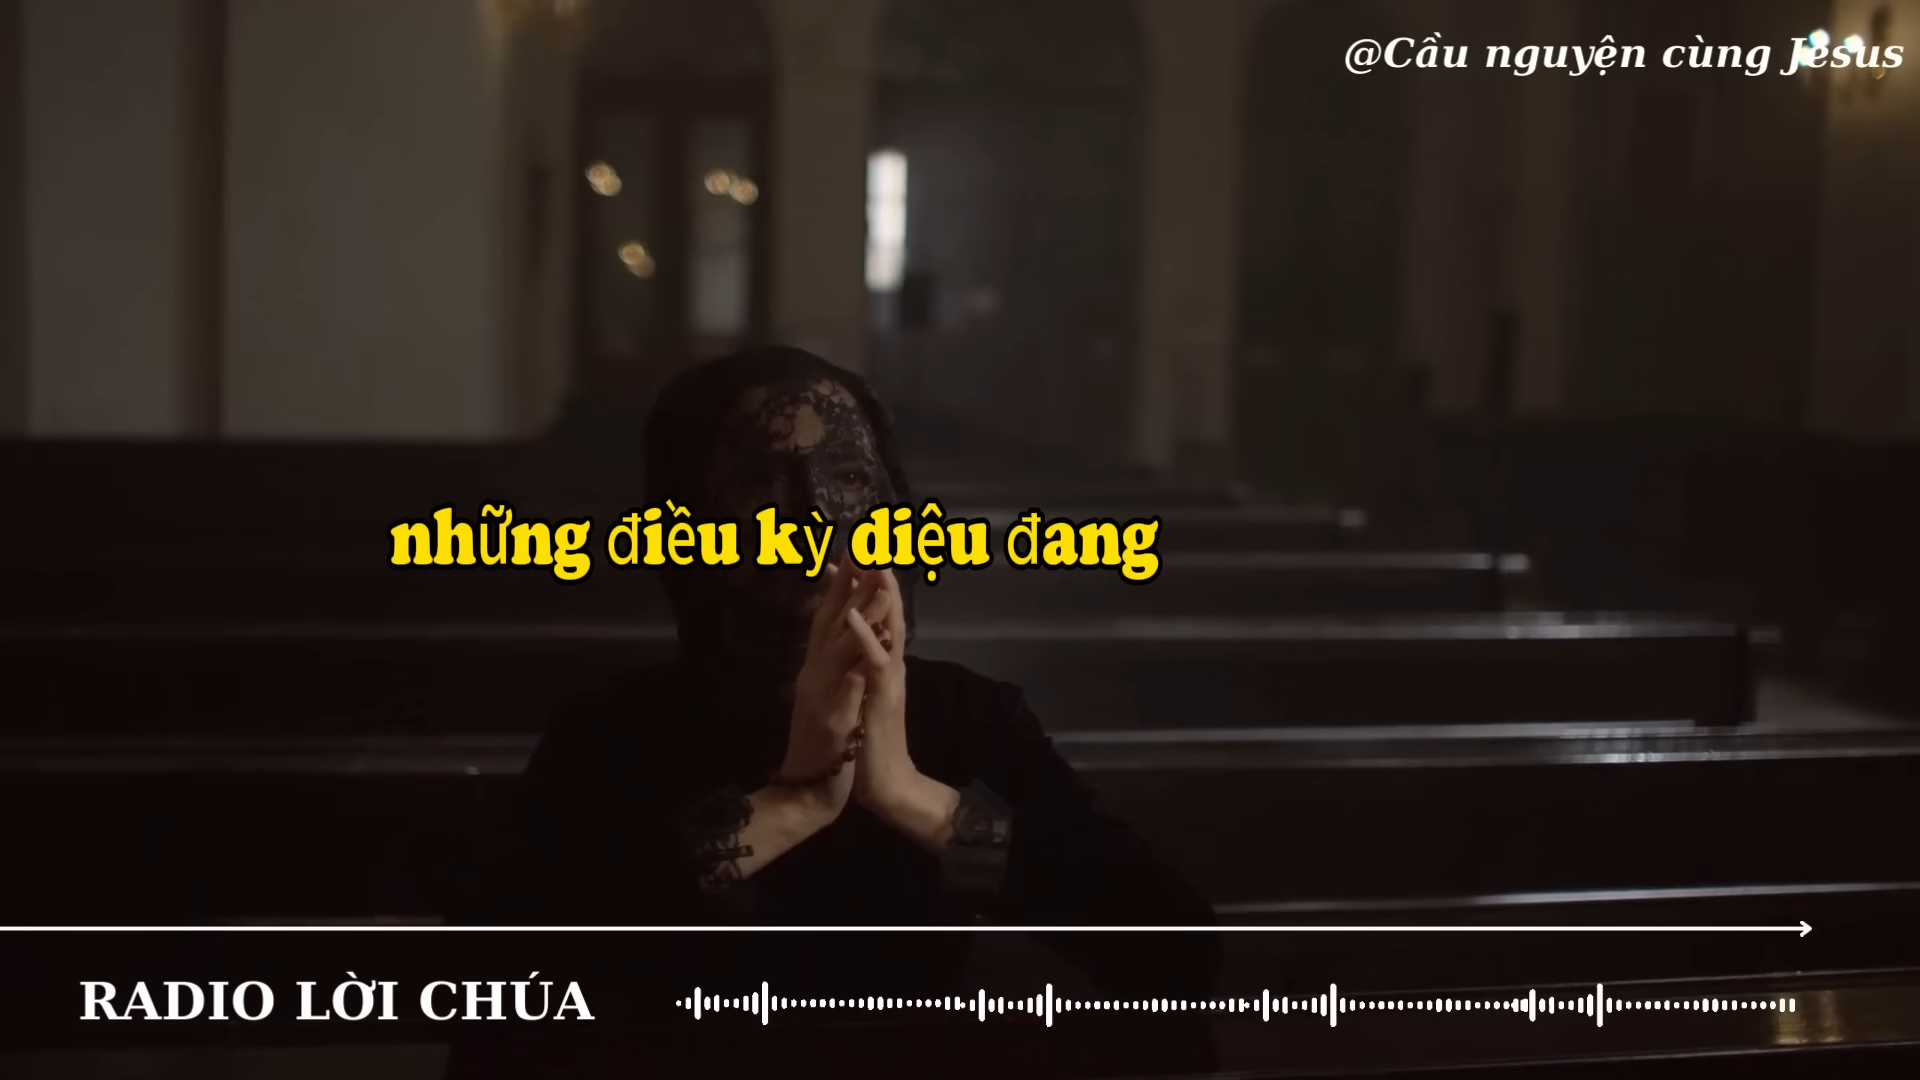 @Cầu nguyện cùng Jesus
những điều kỳ diệu đang
RADIO LỜI CHÚA